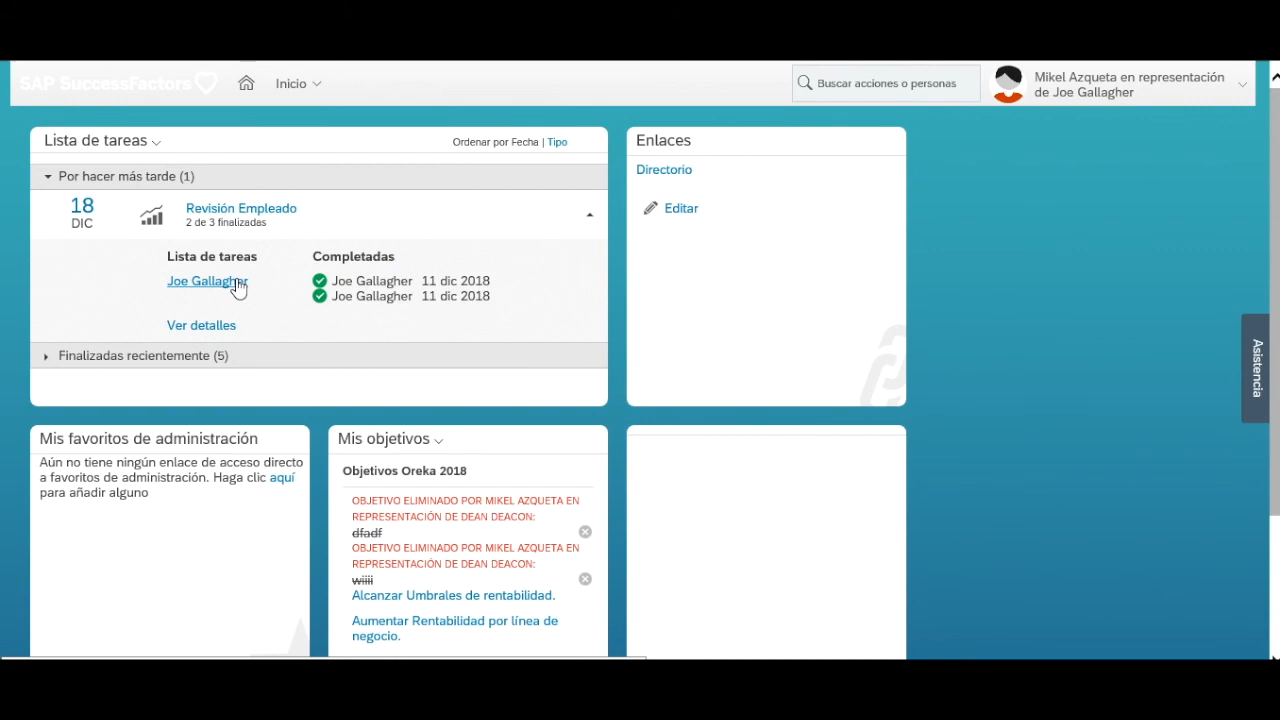 SAP SuccessFactors
Inicio
Buscar acciones o personas
Mikel Azqueta en representación
de Joe Gallagher
Lista de tareas
Ordenar por Fecha | Tipo
Por hacer más tarde (1)
18
DIC
Revisión Empleado
2 de 3 finalizadas
Lista de tareas
Completadas
Joe Gallagher
Joe Gallagher 11 dic 2018
Joe Gallagher 11 dic 2018
Ver detalles
Finalizadas recientemente (5)
Enlaces
Directorio
Editar
Asistencia
Mis favoritos de administración
Aún no tiene ningún enlace de acceso directo
a favoritos de administración. Haga clic aquí
para añadir alguno
Mis objetivos
Objetivos Oreka 2018
OBJETIVO ELIMINADO POR MIKEL AZQUETA EN
REPRESENTACIÓN DE DEAN DEACON:
dfadf
OBJETIVO ELIMINADO POR MIKEL AZQUETA EN
REPRESENTACIÓN DE DEAN DEACON:
wiiii
Alcanzar Umbrales de rentabilidad.
Aumentar Rentabilidad por línea de
negocio.